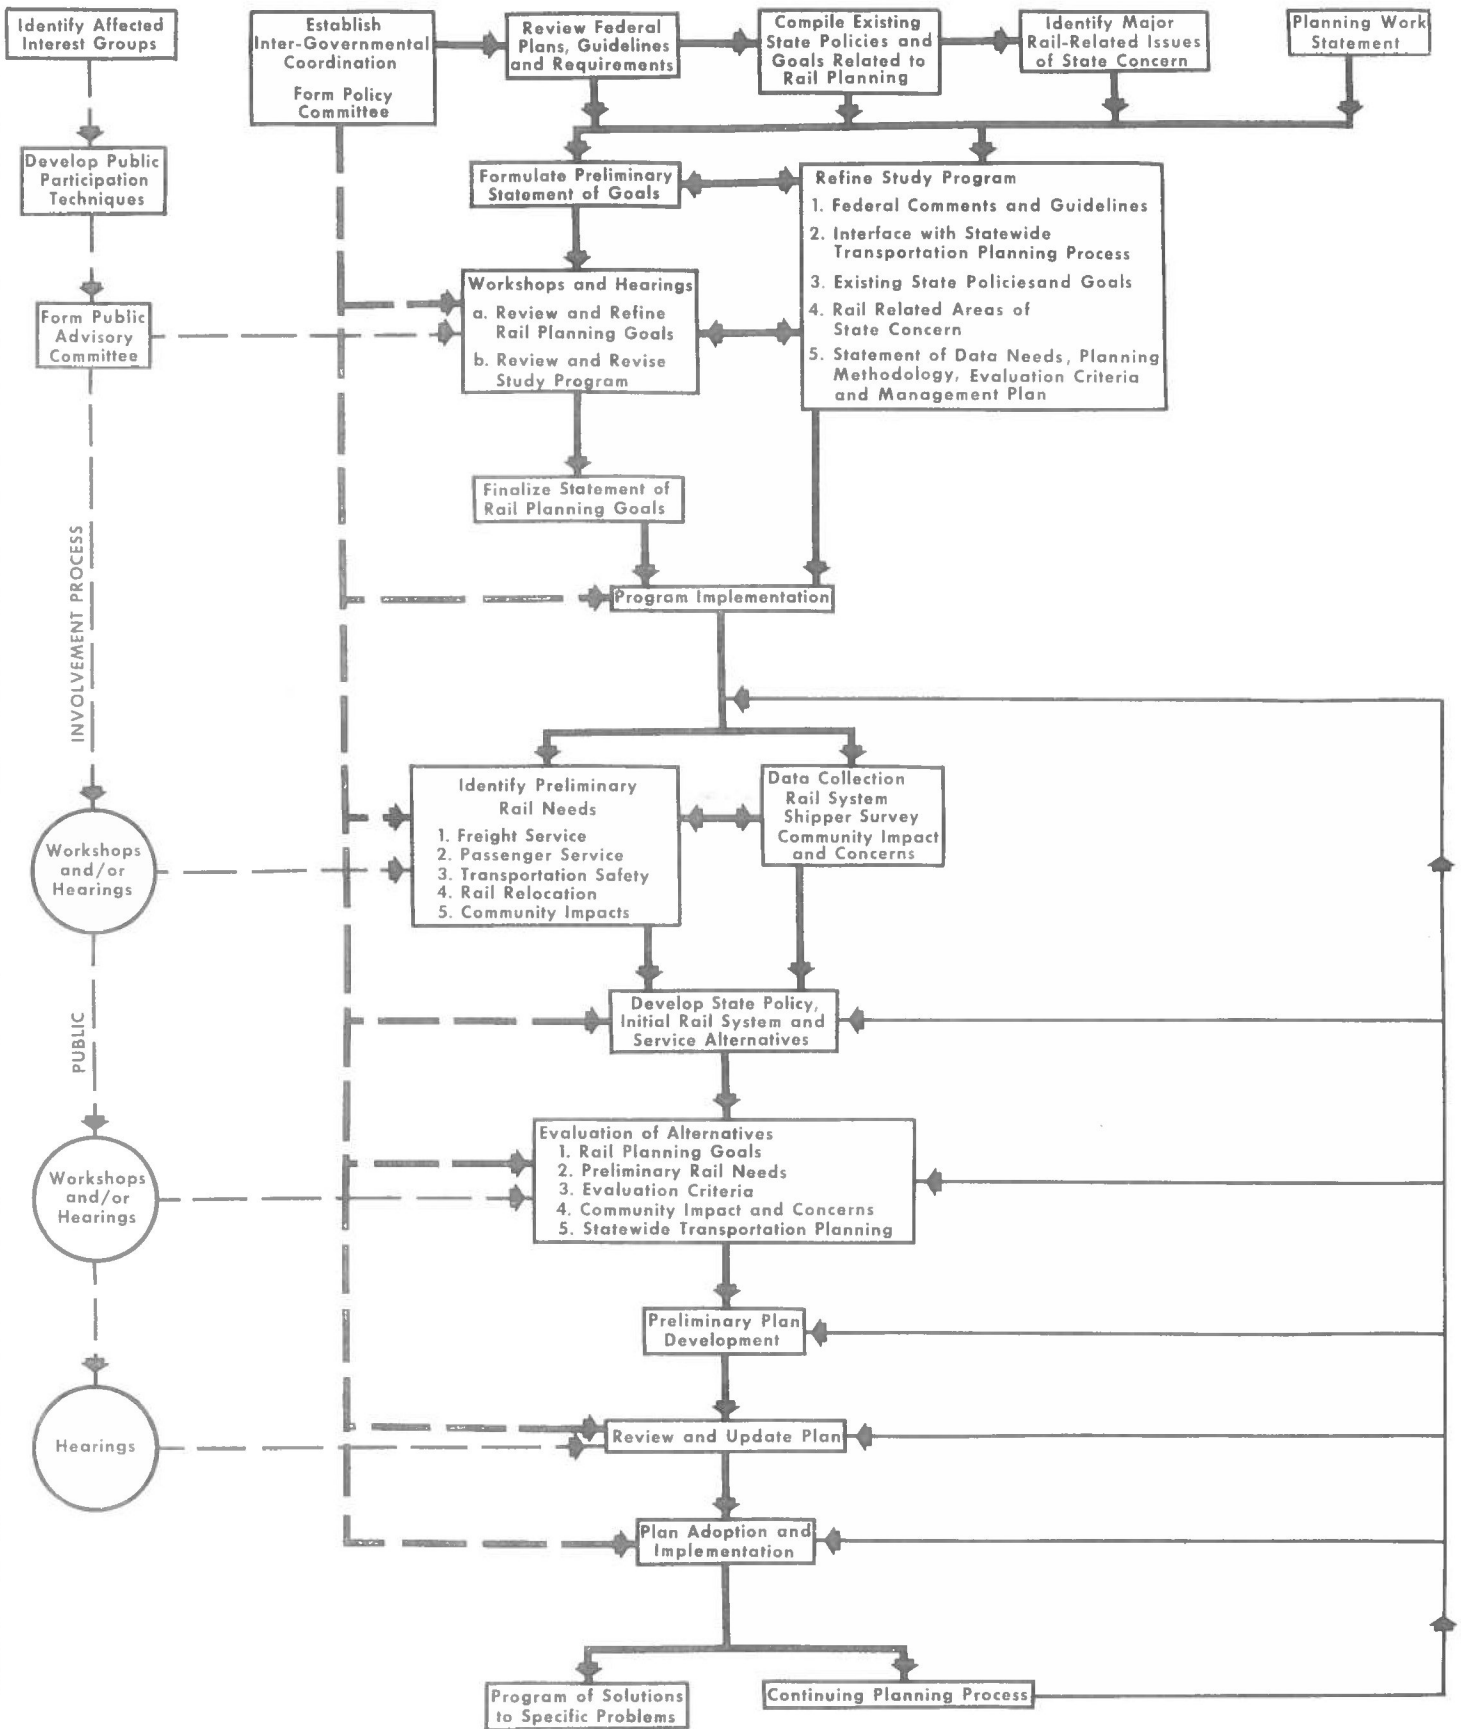 Identify Affected
Interest Groups
Establish
Inter-Governmental
Coordination
Form Policy
Committee
Review Federal
Plans, Guidelines
and Requirements
Compile Existing
State Policies and
Goals Related to
Rail Planning
Identify Major
Rail-Related Issues
of State Concern
Planning Work
Statement
Develop Public
Participation
Techniques
Formulate Preliminary
Statement of Goals
Refine Study Program
1. Federal Comments and Guidelines
2. Interface with Statewide
Transportation Planning Process
3. Existing State Policiesand Goals
4. Rail Related Areas of
State Concern
5. Statement of Data Needs, Planning
Methodology, Evaluation Criteria
and Management Plan
Form Public
Advisory
Committee
Workshops and Hearings
a. Review and Refine
Rail Planning Goals
b. Review and Revise
Study Program
Finalize Statement of
Rail Planning Goals
Program Implementation
INVOLVEMENT PROCESS
Workshops
and/or
Hearings
Identify Preliminary
Rail Needs
1. Freight Service
2. Passenger Service
3. Transportation Safety
4. Rail Relocation
5. Community Impacts
Data Collection
Rail System
Shipper Survey
Community Impact
and Concerns
PUBLIC
Develop State Policy,
Initial Rail System and
Service Alternatives
Workshops
and/or
Hearings
Evaluation of Alternatives
1. Rail Planning Goals
2. Preliminary Rail Needs
3. Evaluation Criteria
4. Community Impact and Concerns
5. Statewide Transportation Planning
Preliminary Plan
Development
Hearings
Review and Update Plan
Plan Adoption and
Implementation
Program of Solutions
to Specific Problems
Continuing Planning Process